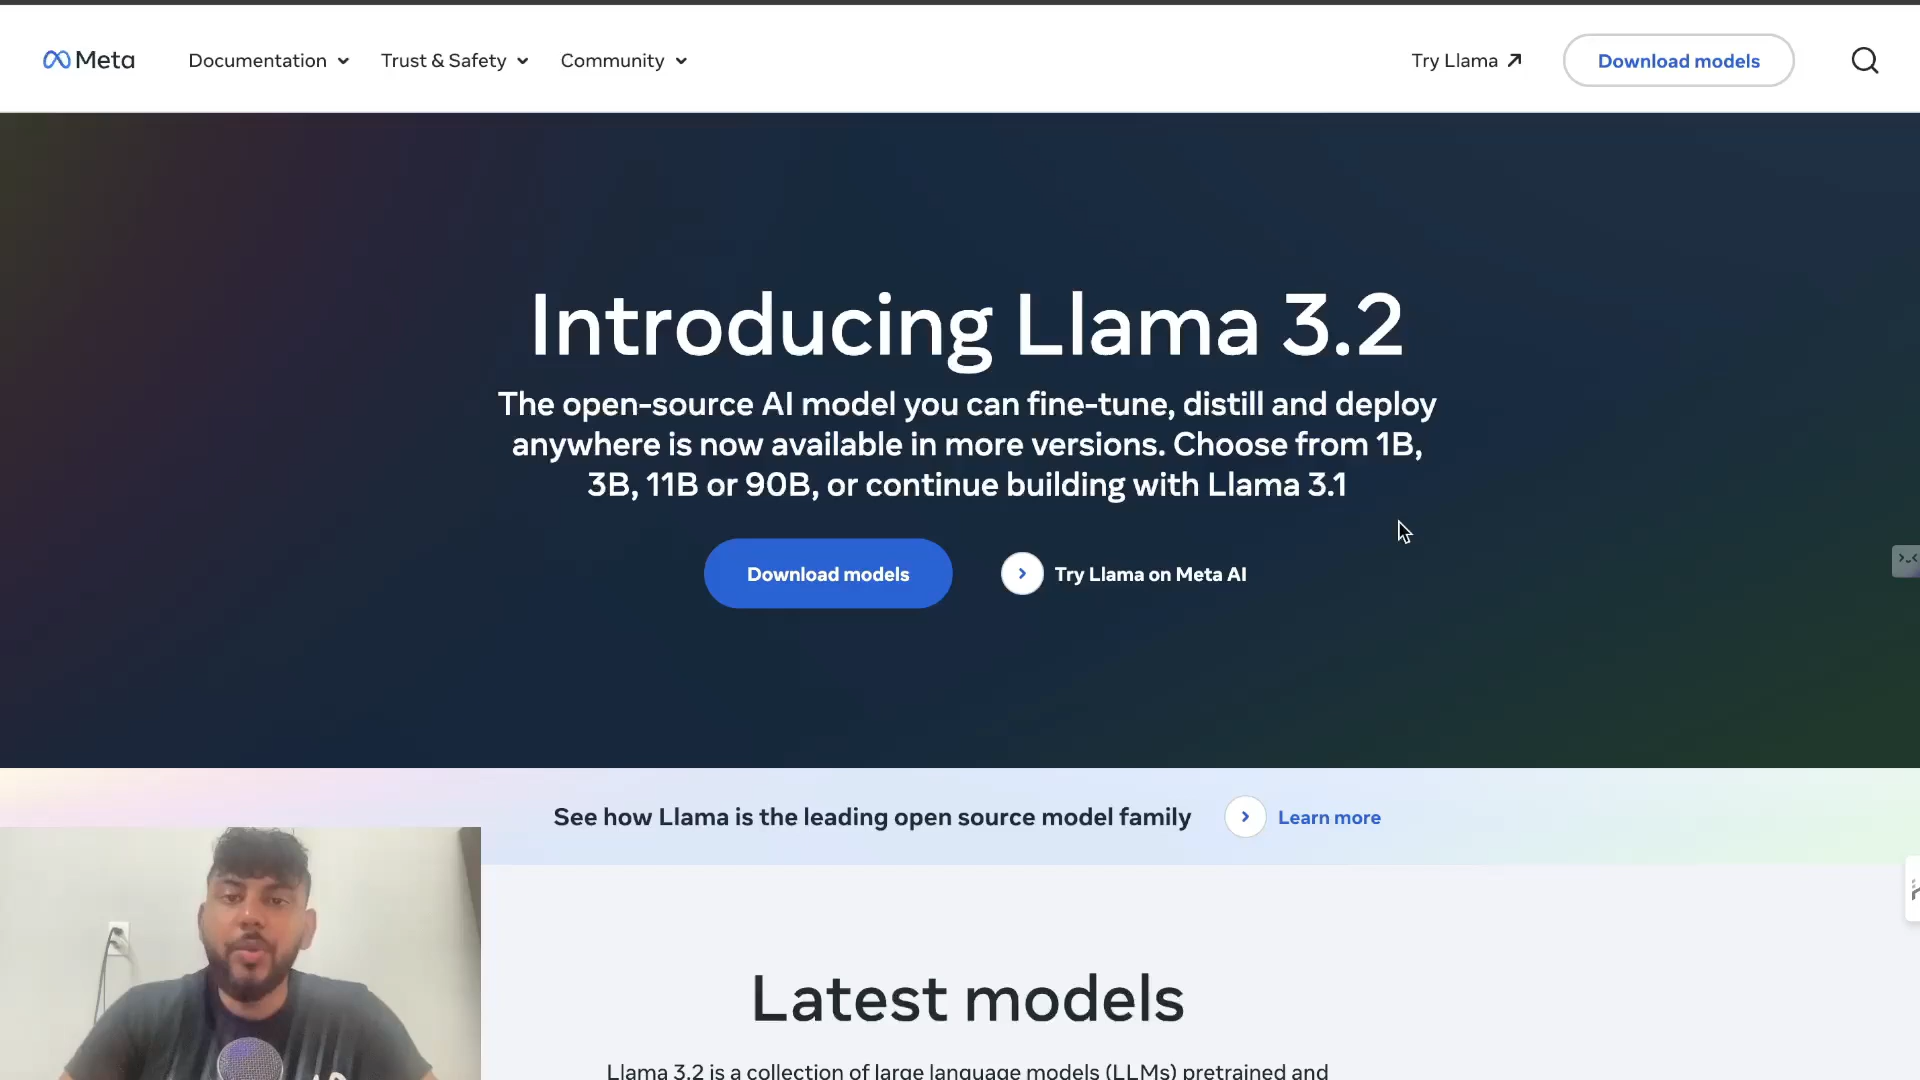 Meta
Documentation
Trust & Safety
Community
Try Llama
Download models
Introducing Llama 3.2
The open-source AI model you can fine-tune, distill and deploy
anywhere is now available in more versions. Choose from 1B,
3B, 11B or 90B, or continue building with Llama 3.1
Download models
Try Llama on Meta AI
See how Llama is the leading open source model family
Learn more
Latest models
Llama 3.2 is a collection of large language models (LLMs) pretrained and